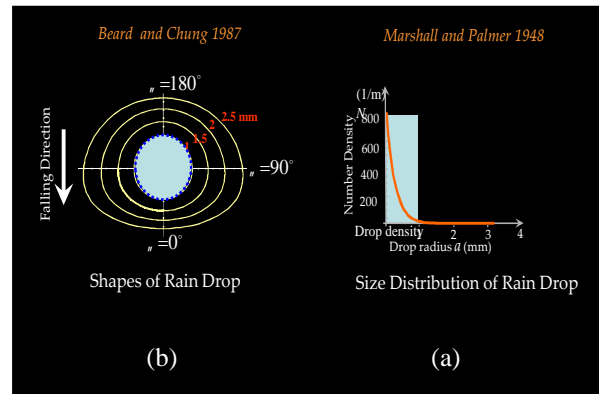 Beard and Chung 1987
〃 =180°
2.5 mm
2
1.5
1
〃 =90°
〃 =0°
Falling Direction
Shapes of Rain Drop
(b)
Marshall and Palmer 1948
(1/m)
N
800
600
400
200
0
Number Density
Drop density
1
2
3
4
Drop radius a (mm)
Size Distribution of Rain Drop
(a)